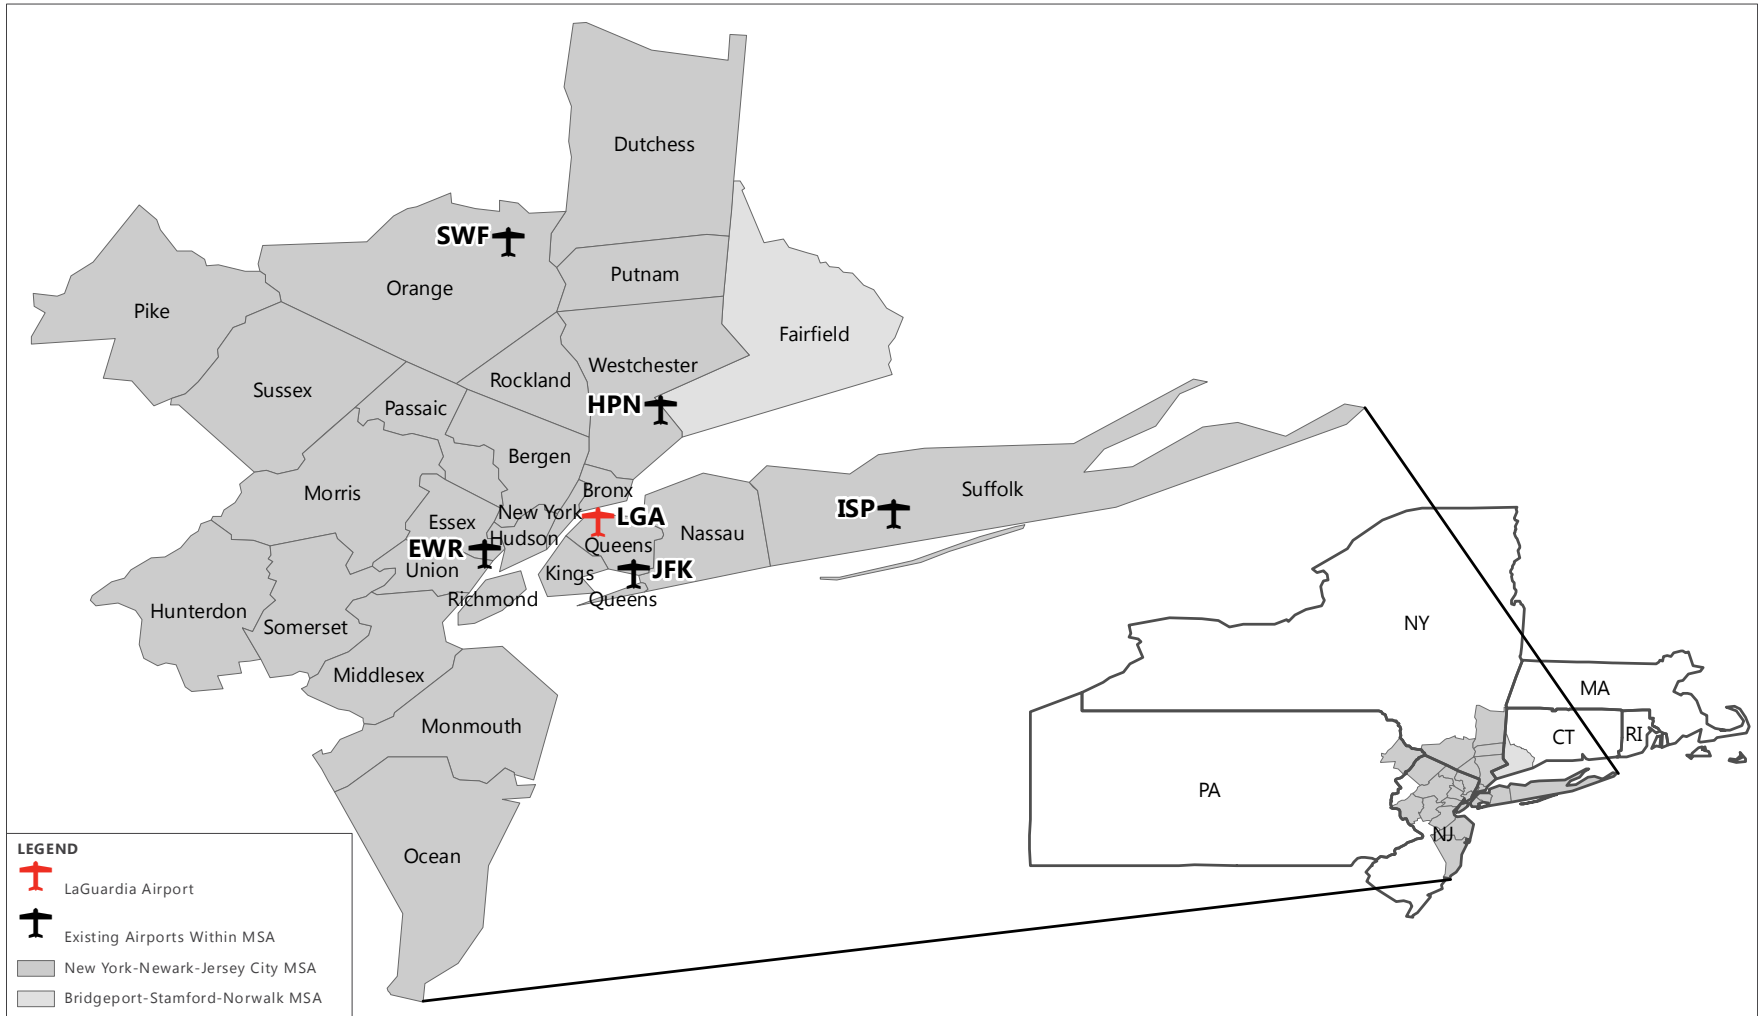 Dutchess
SWF
Putnam
Orange
Pike
Fairfield
Westchester
Rockland
Sussex
HPN
Passaic
Bergen
Morris
Bronx
Suffolk
ISP
New York
LGA
Essex
Nassau
Hudson
EWR
Queens
Union
Kings
JFK
Richmond
Queens
Hunterdon
Somerset
NY
Middlesex
MA
Monmouth
CT
RI
PA
NJ
Ocean
LEGEND
LaGuardia Airport
Existing Airports Within MSA
New York-Newark-Jersey City MSA
Bridgeport-Stamford-Norwalk MSA